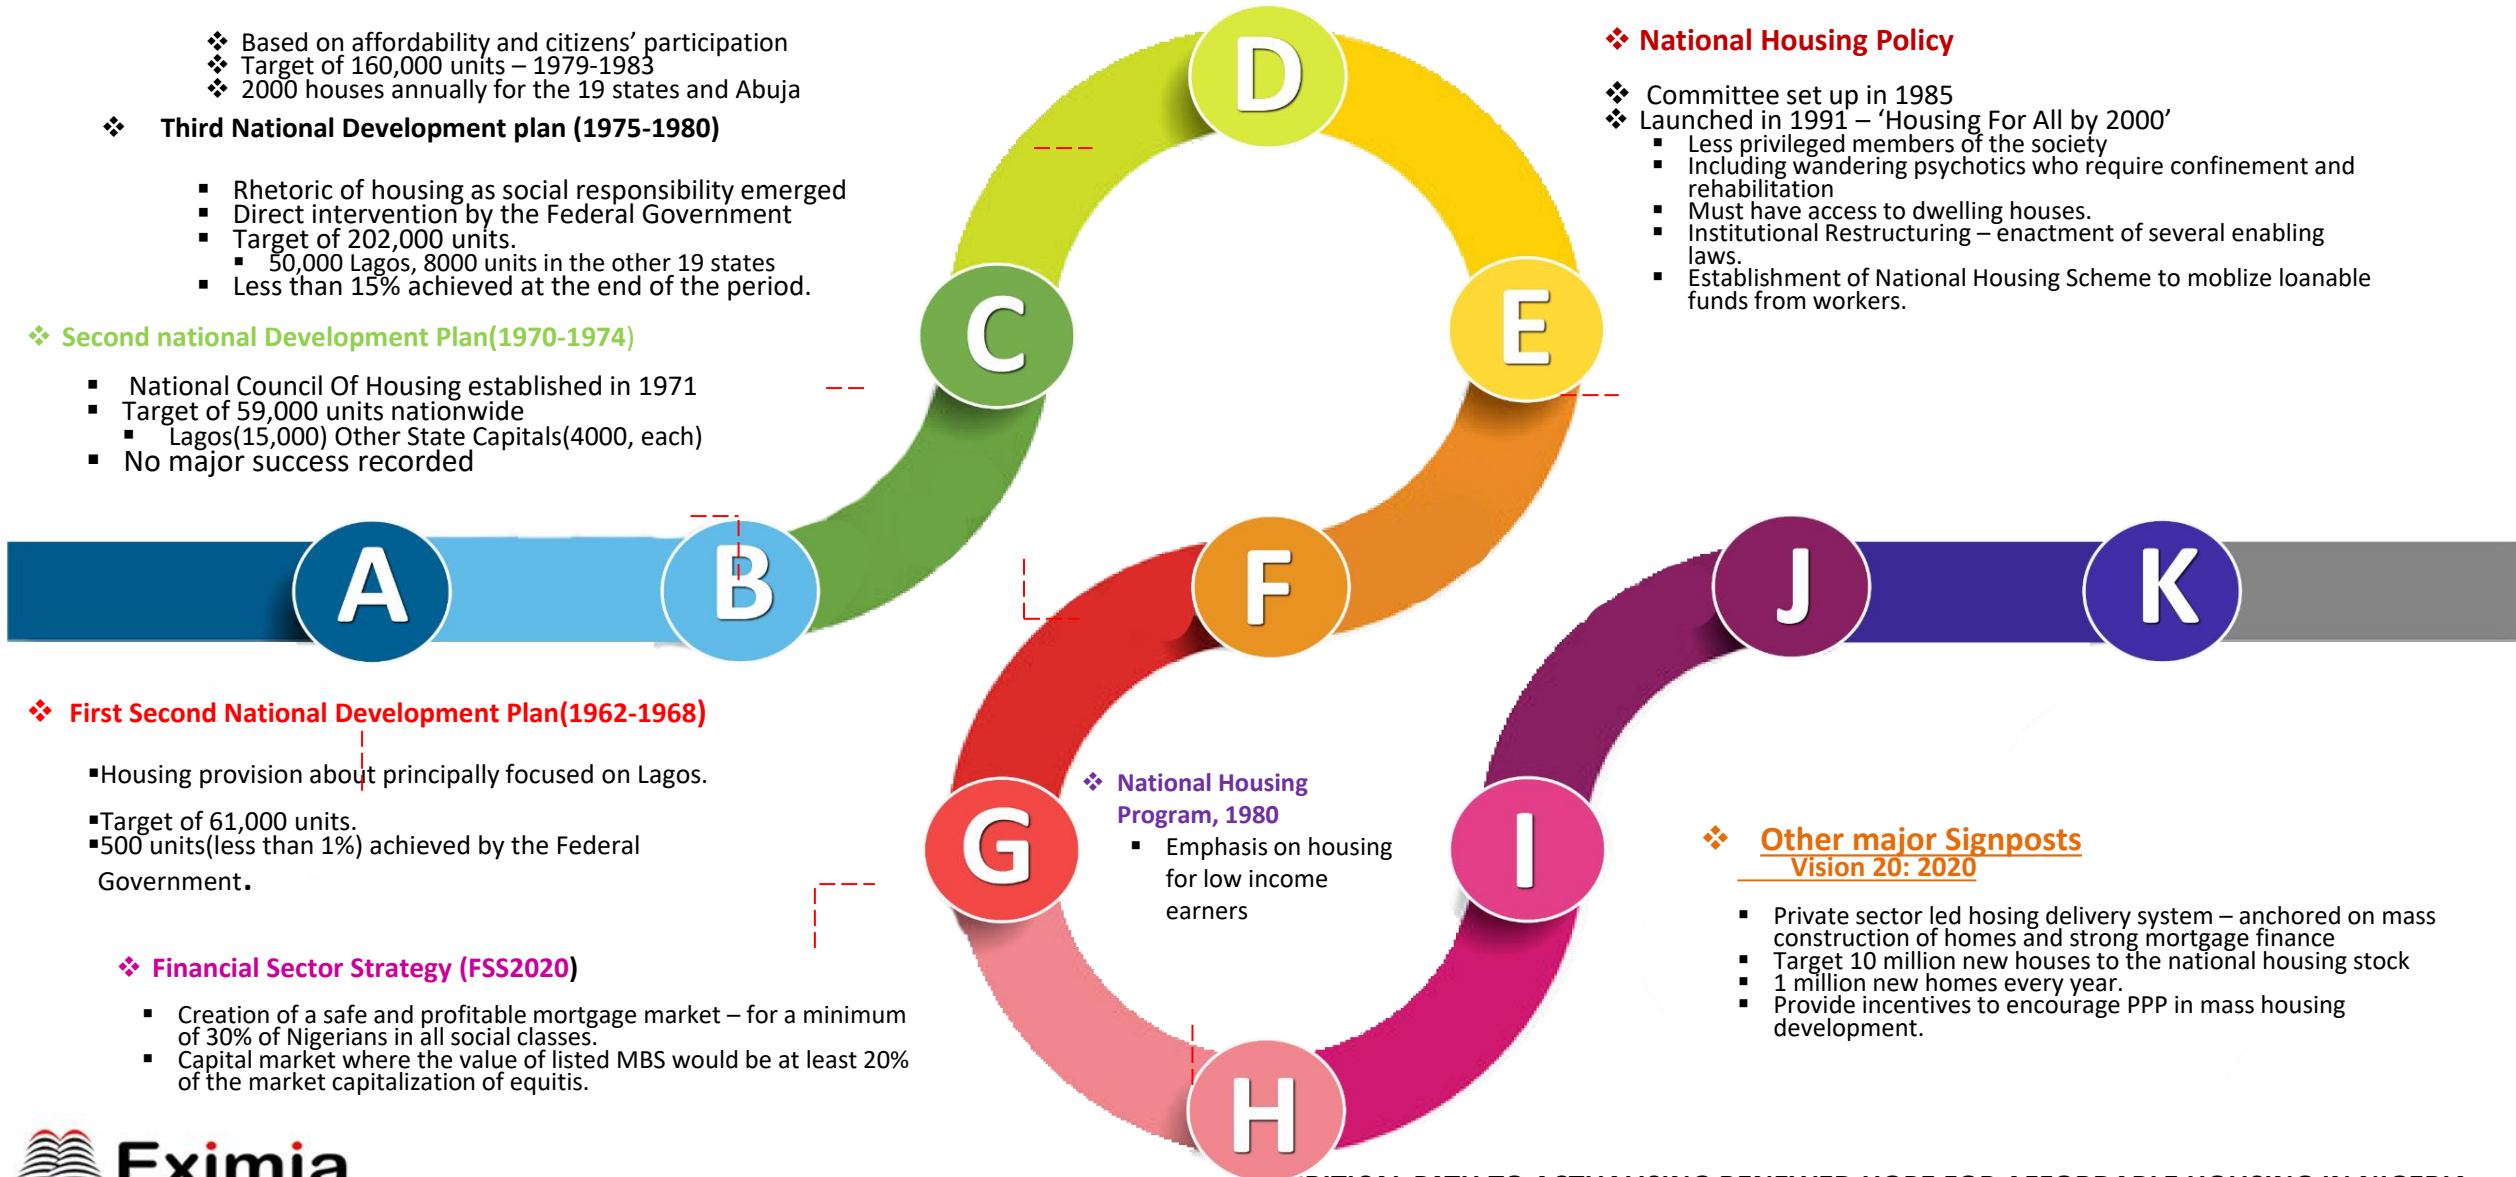 ❖ Based on affordability and citizens’ participation
❖ Target of 160,000 units – 1979-1983
❖ 2000 houses annually for the 19 states and Abuja
❖ Third National Development plan (1975-1980)
▪ Rhetoric of housing as social responsibility emerged
▪ Direct intervention by the Federal Government
▪ Target of 202,000 units.
▪ 50,000 Lagos, 8000 units in the other 19 states
▪ Less than 15% achieved at the end of the period.
❖ Second national Development Plan(1970-1974)
▪ National Council Of Housing established in 1971
▪ Target of 59,000 units nationwide
▪ Lagos(15,000) Other State Capitals(4000, each)
▪ No major success recorded
❖ National Housing Policy
❖ Committee set up in 1985
❖ Launched in 1991 – ‘Housing For All by 2000’
▪ Less privileged members of the society
▪ Including wandering psychotics who require confinement and
rehabilitation
▪ Must have access to dwelling houses.
▪ Institutional Restructuring – enactment of several enabling
laws.
▪ Establishment of National Housing Scheme to moblize loanable
funds from workers.
A
B
C
D
E
F
G
H
I
J
K
❖ First Second National Development Plan(1962-1968)
▪Housing provision about principally focused on Lagos.
▪Target of 61,000 units.
▪500 units(less than 1%) achieved by the Federal
Government.
❖ Financial Sector Strategy (FSS2020)
▪ Creation of a safe and profitable mortgage market – for a minimum
of 30% of Nigerians in all social classes.
▪ Capital market where the value of listed MBS would be at least 20%
of the market capitalization of equitis.
❖ National Housing
Program, 1980
▪ Emphasis on housing
for low income
earners
❖ Other major Signposts
Vision 20: 2020
▪ Private sector led hosing delivery system – anchored on mass
construction of homes and strong mortgage finance
▪ Target 10 million new houses to the national housing stock
▪ 1 million new homes every year.
▪ Provide incentives to encourage PPP in mass housing
development.
Eximia
PATH TO RENEWED HOPE FOR AFFORDABLE HOUSING IN NIGERIA